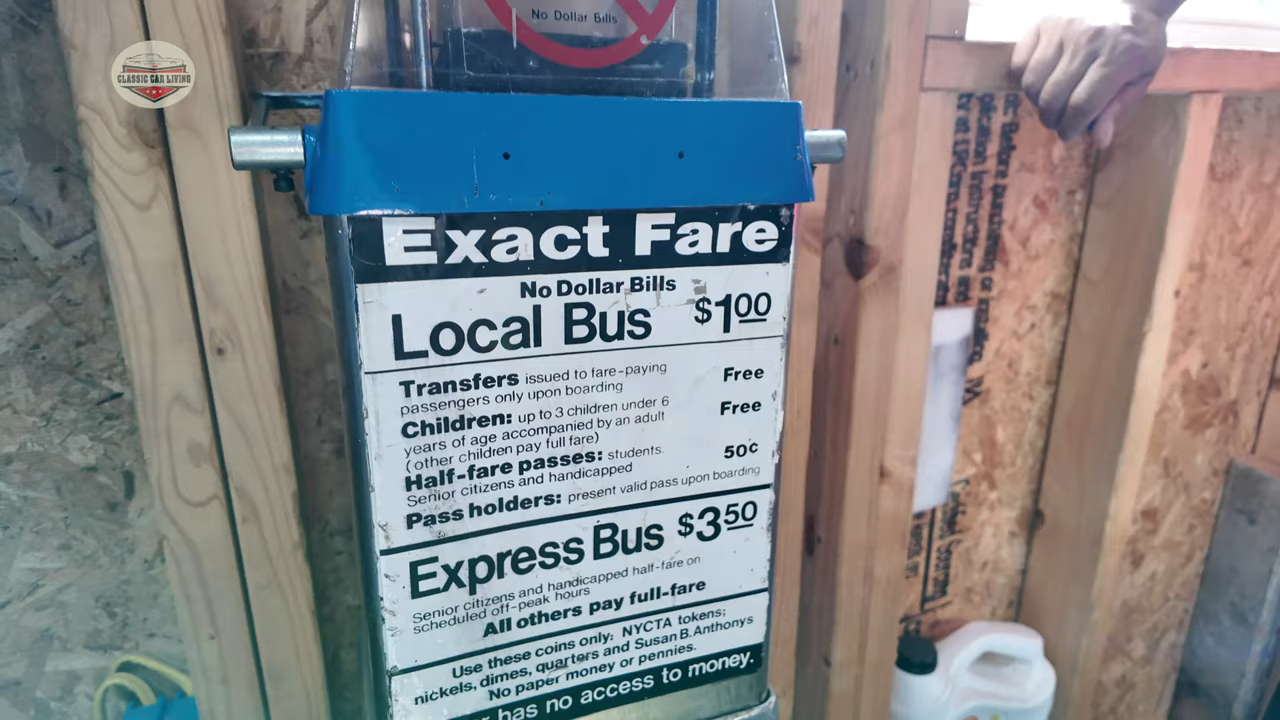 CLASSIC CAR LIVING
No Dollar Bills
Exact Fare
No Dollar Bills
Local Bus $100
Transfers issued to fare-paying
passengers only upon boarding
Free
Children: up to 3 children under 6
years of age accompanied by an adult
(other children pay full fare)
Free
Half-fare passes: students.
Senior citizens and handicapped
50¢
Pass holders: present valid pass upon boarding
Express Bus $350
Senior citizens and handicapped half-fare on
scheduled off-peak hours
All others pay full-fare
Use these coins only: NYCTA tokens;
nickels, dimes, quarters and Susan B. Anthonys
No paper money or pennies.
has no access to money.